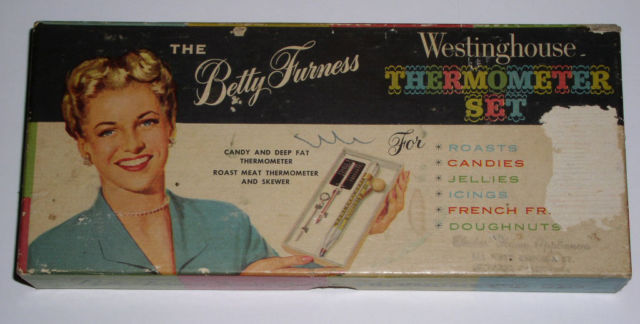 THE
Betty Furness
Westinghouse
THERMOMETER
SET
CANDY AND DEEP FAT
THERMOMETER
ROAST MEAT THERMOMETER
AND SKEWER
For
* ROASTS
* CANDIES
* JELLIES
* ICINGS
* FRENCH FR
* DOUGHNUTS